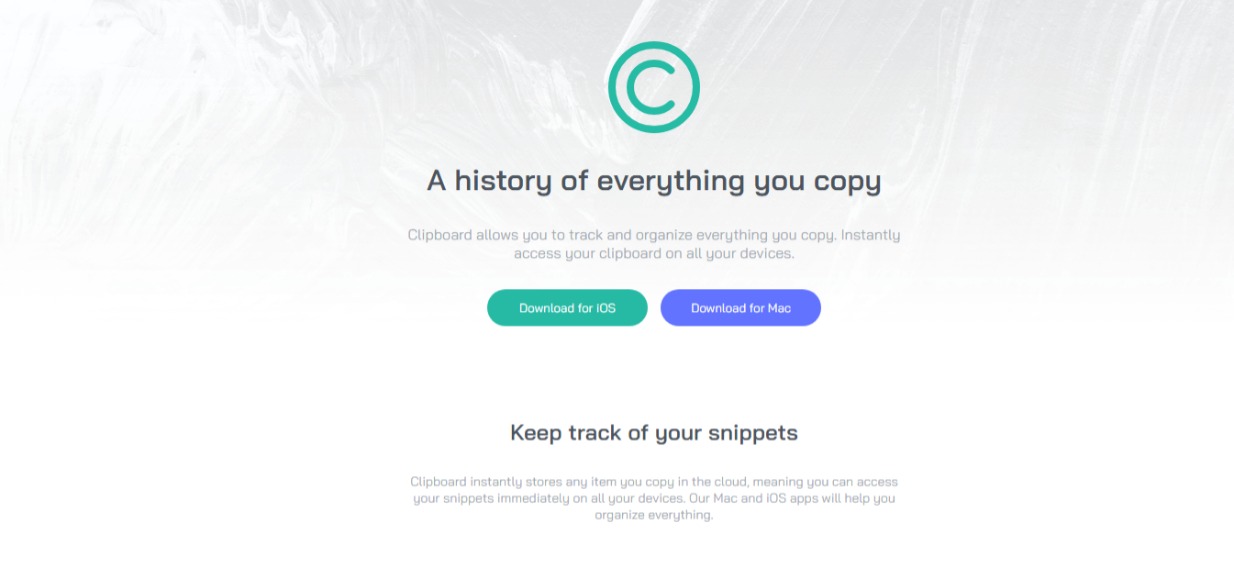 A history of everything you copy
Clipboard allows you to track and organize everything you copy. Instantly
access your clipboard on all your devices.
Download for iOS
Download for Mac
Keep track of your snippets
Clipboard instantly stores any item you copy in the cloud, meaning you can access
your snippets immediately on all your devices. Our Mac and iOS apps will help you
organize everything.